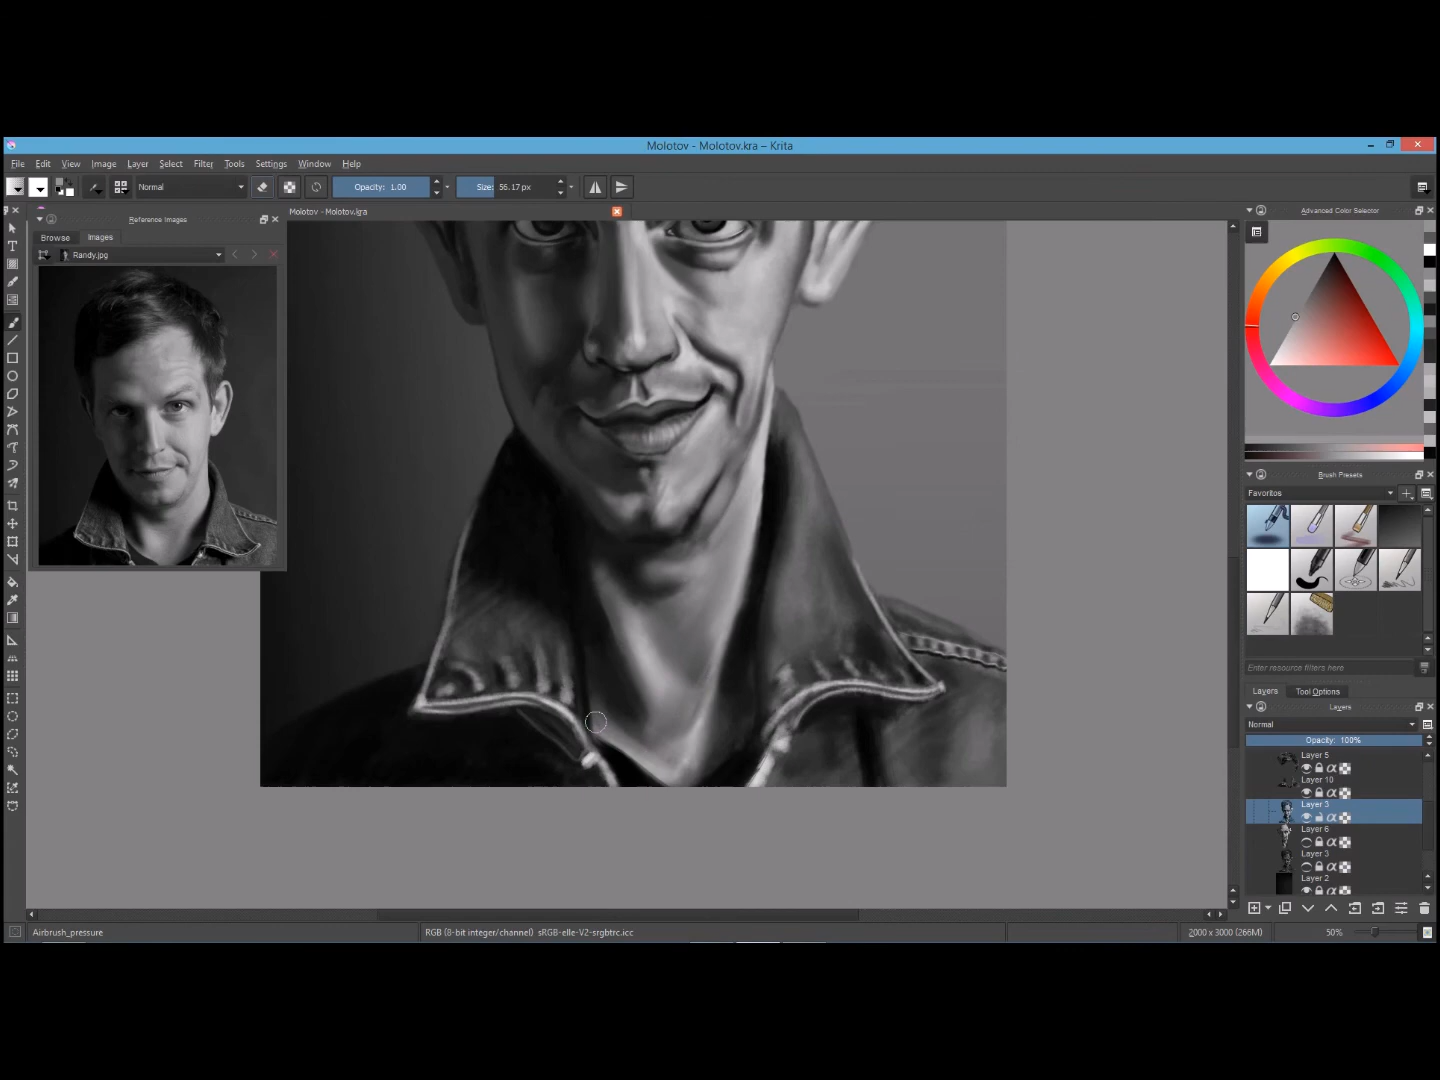 Molotov - Molotov.kra – Krita
File Edit View Image Layer Select Filter Tools Settings Window Help
Normal Opacity: 1.00 Size: 56.17 px
Reference Images
Molotov - Molotov.kra
Advanced Color Selector
Browse Images
Randy.jpg
Brush Presets
Favoritos
Enter resource filters here
Layers Tool Options
Layers
Normal
Opacity: 100%
Layer 5
Layer 10
Layer 3
Layer 6
Layer 3
Layer 2
Airbrush_pressure
RGB (8-bit integer/channel) sRGB-elle-V2-srgbtrc.icc
2000 x 3000 (266M)
50%